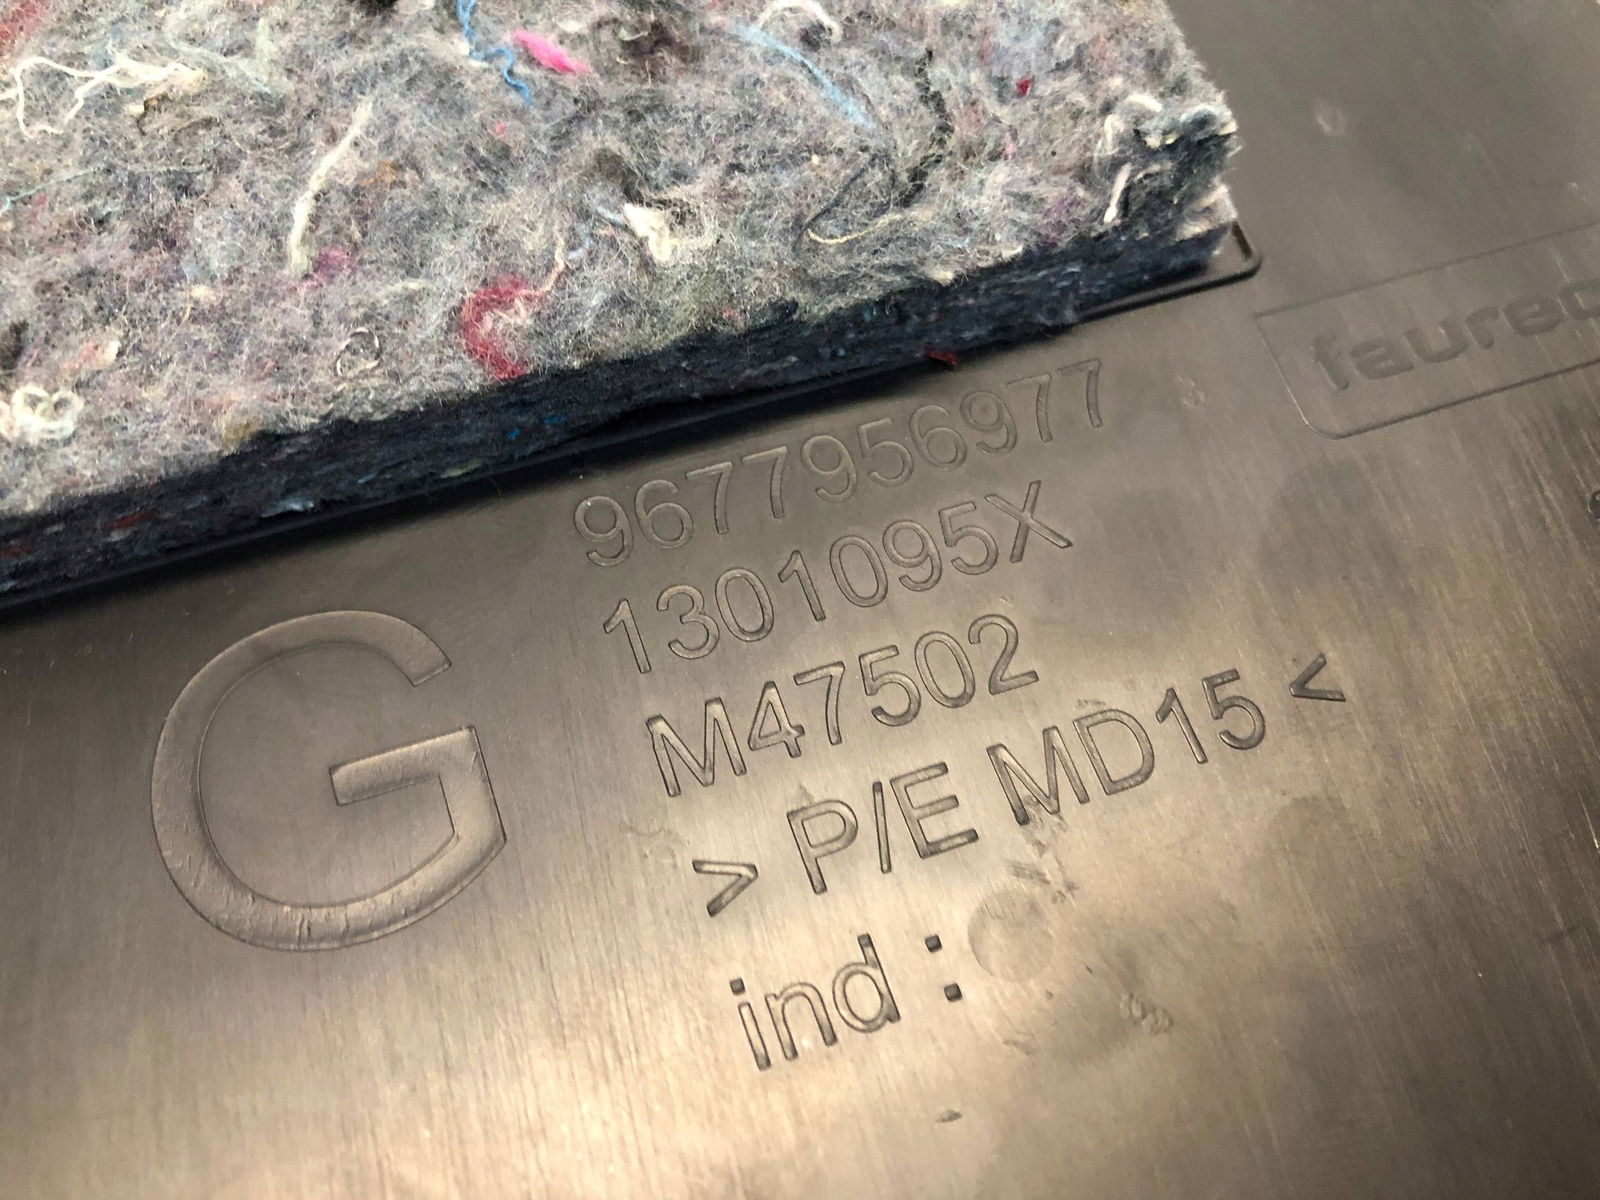 faurec
9677956977
1301095X
M47502
> P/E MD15 <
ind :
G